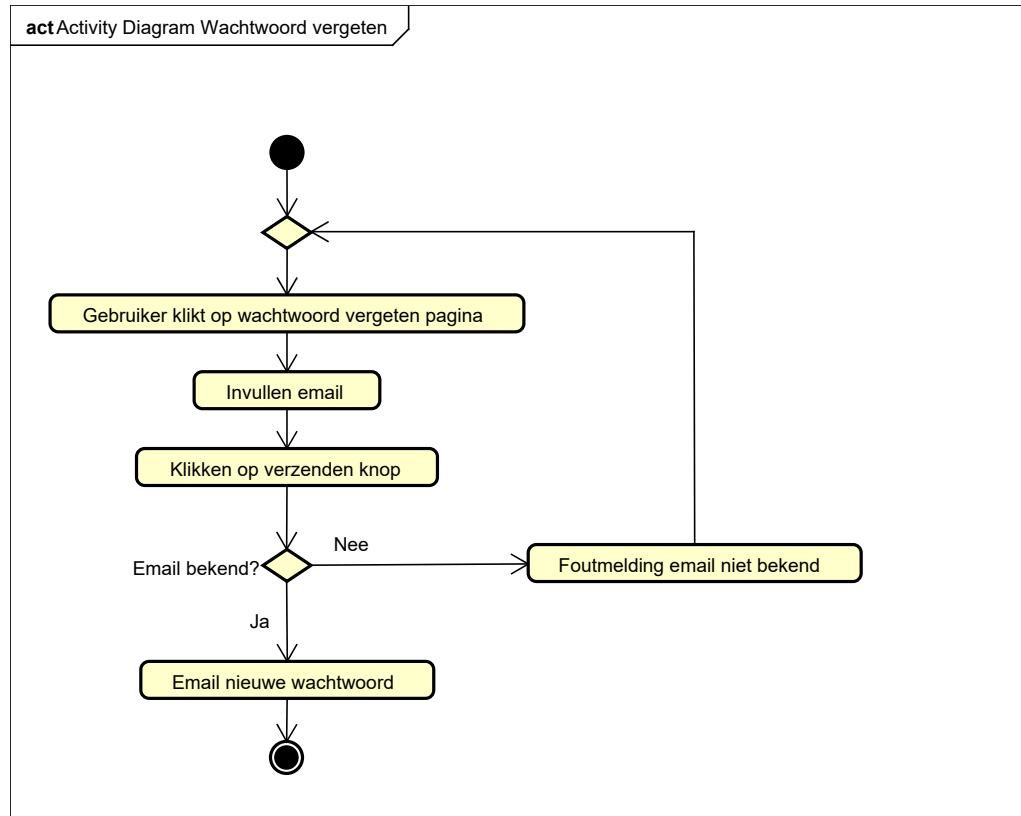 act Activity Diagram Wachtwoord vergeten
Gebruiker klikt op wachtwoord vergeten pagina
Invullen email
Klikken op verzenden knop
Nee
Email bekend?
Foutmelding email niet bekend
Ja
Email nieuwe wachtwoord